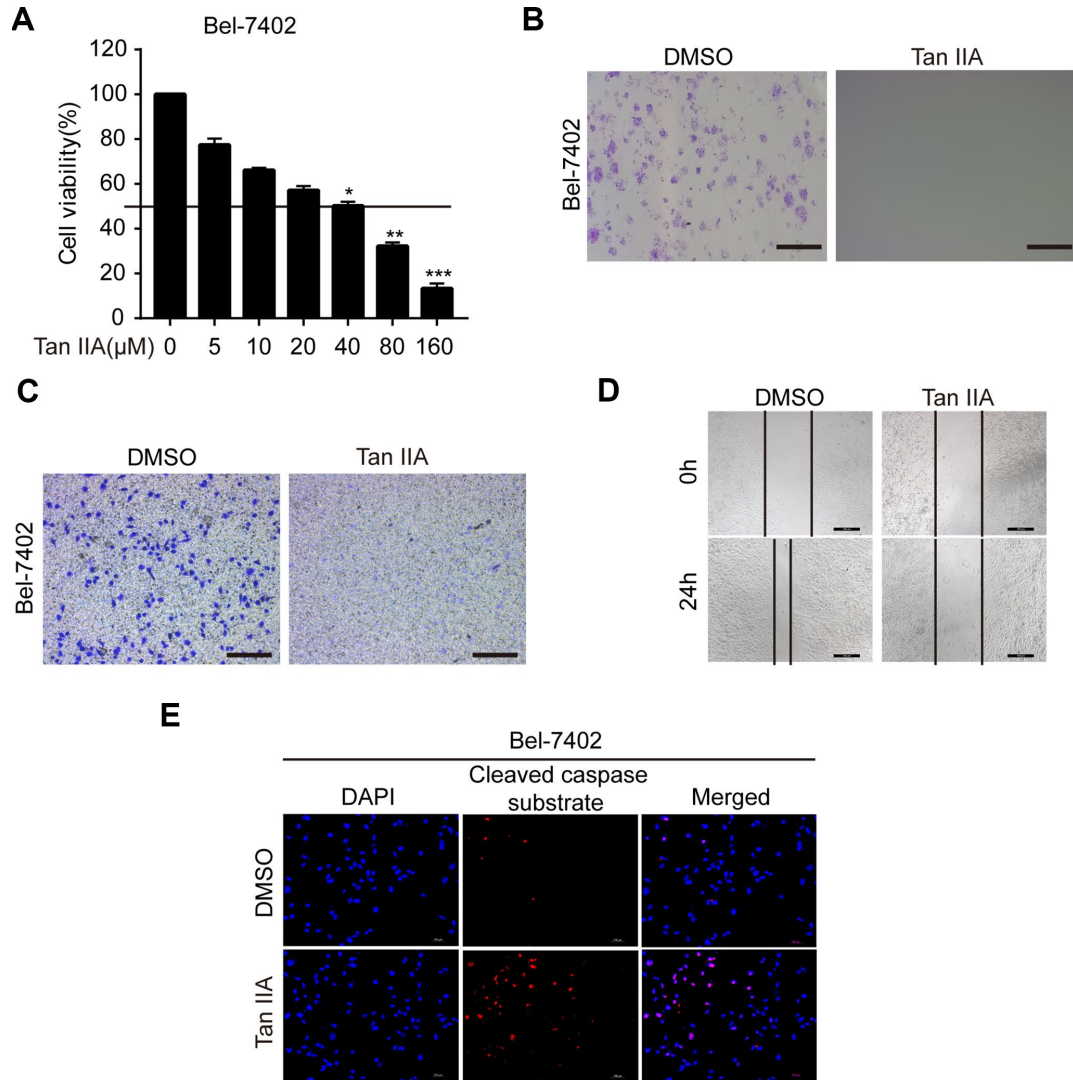 A
Bel-7402
120
100
80
60
40
20
0
Cell viability(%)
*
**
***
Tan IIA(μM) 0 5 10 20 40 80 160
B
DMSO Tan IIA
Bel-7402
C
DMSO Tan IIA
Bel-7402
D
DMSO Tan IIA
0h
24h
E
Bel-7402
DAPI
Cleaved caspase
substrate
Merged
DMSO
Tan IIA